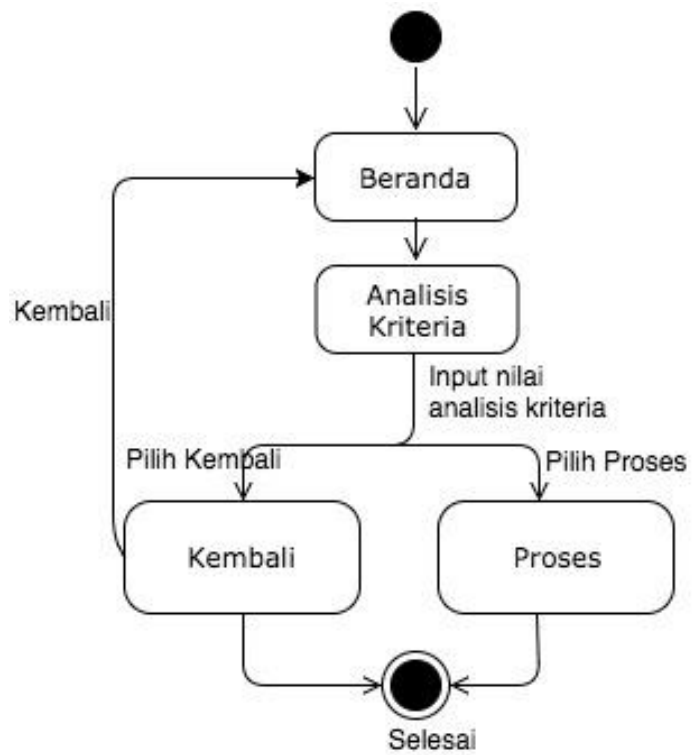 Beranda
Analisis
Kriteria
Kembali
Input nilai
analisis kriteria
Pilih Kembali
Pilih Proses
Kembali
Proses
Selesai